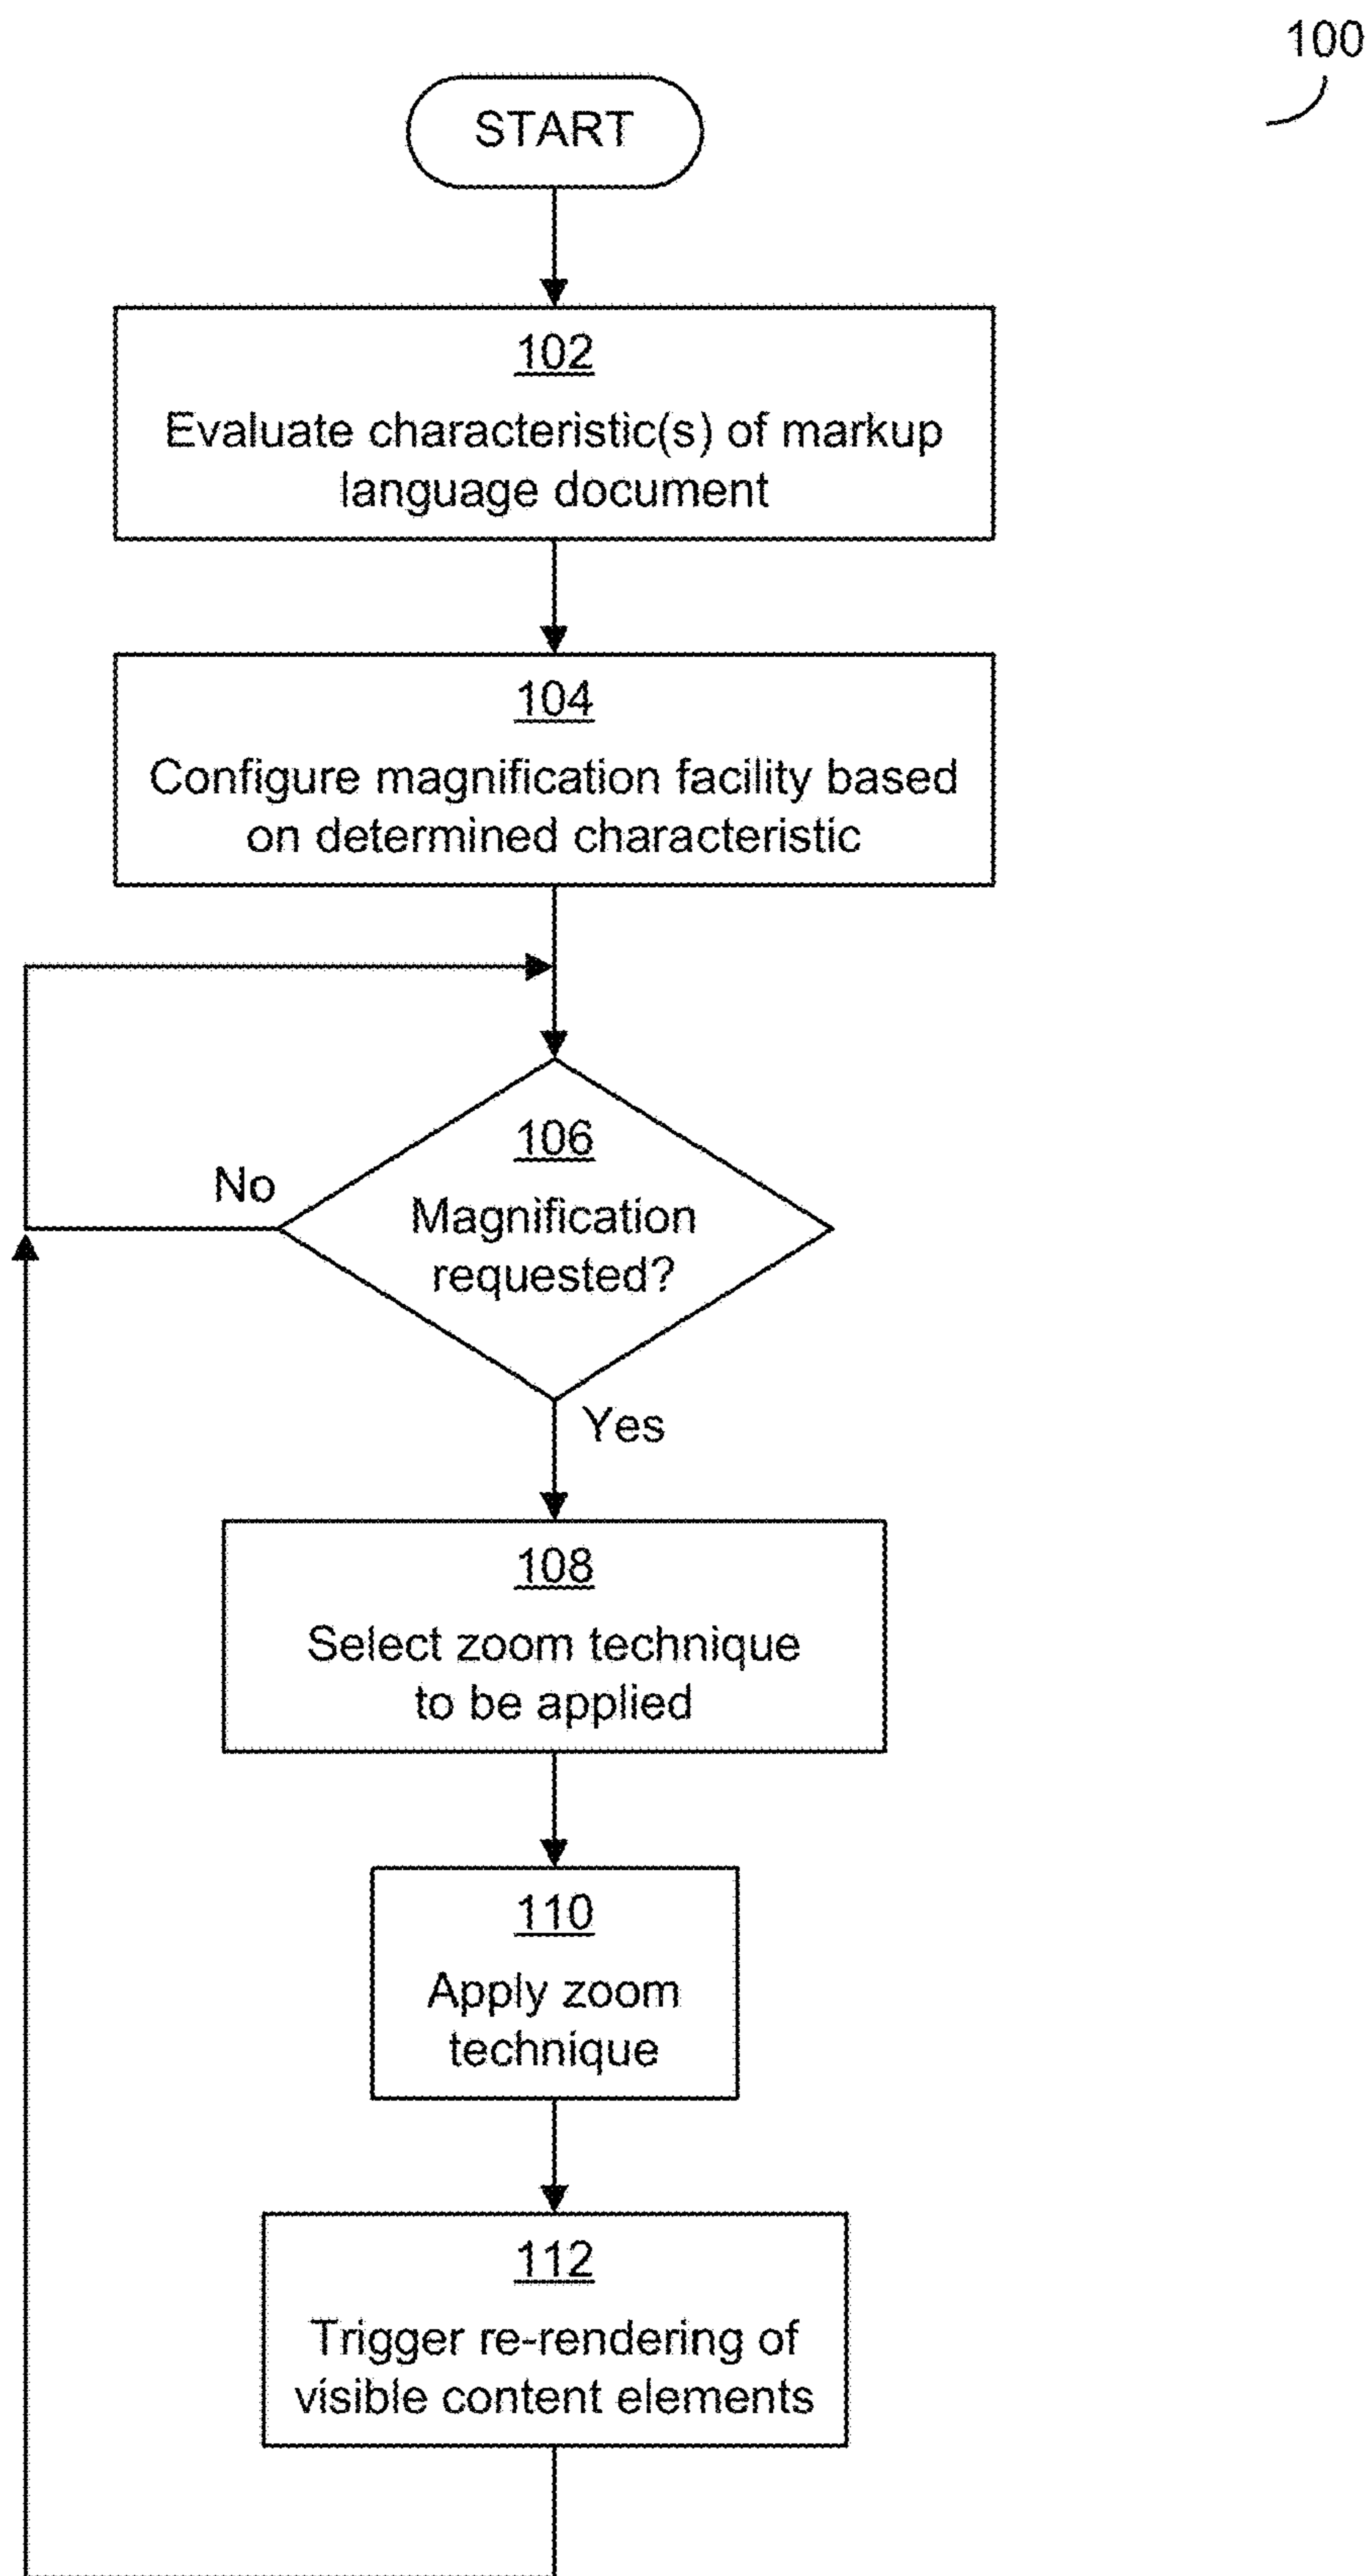 100
START
102
Evaluate characteristic(s) of markup
language document
104
Configure magnification facility based
on determined characteristic
106
No
Magnification
requested?
Yes
108
Select zoom technique
to be applied
110
Apply zoom
technique
112
Trigger re-rendering of
visible content elements